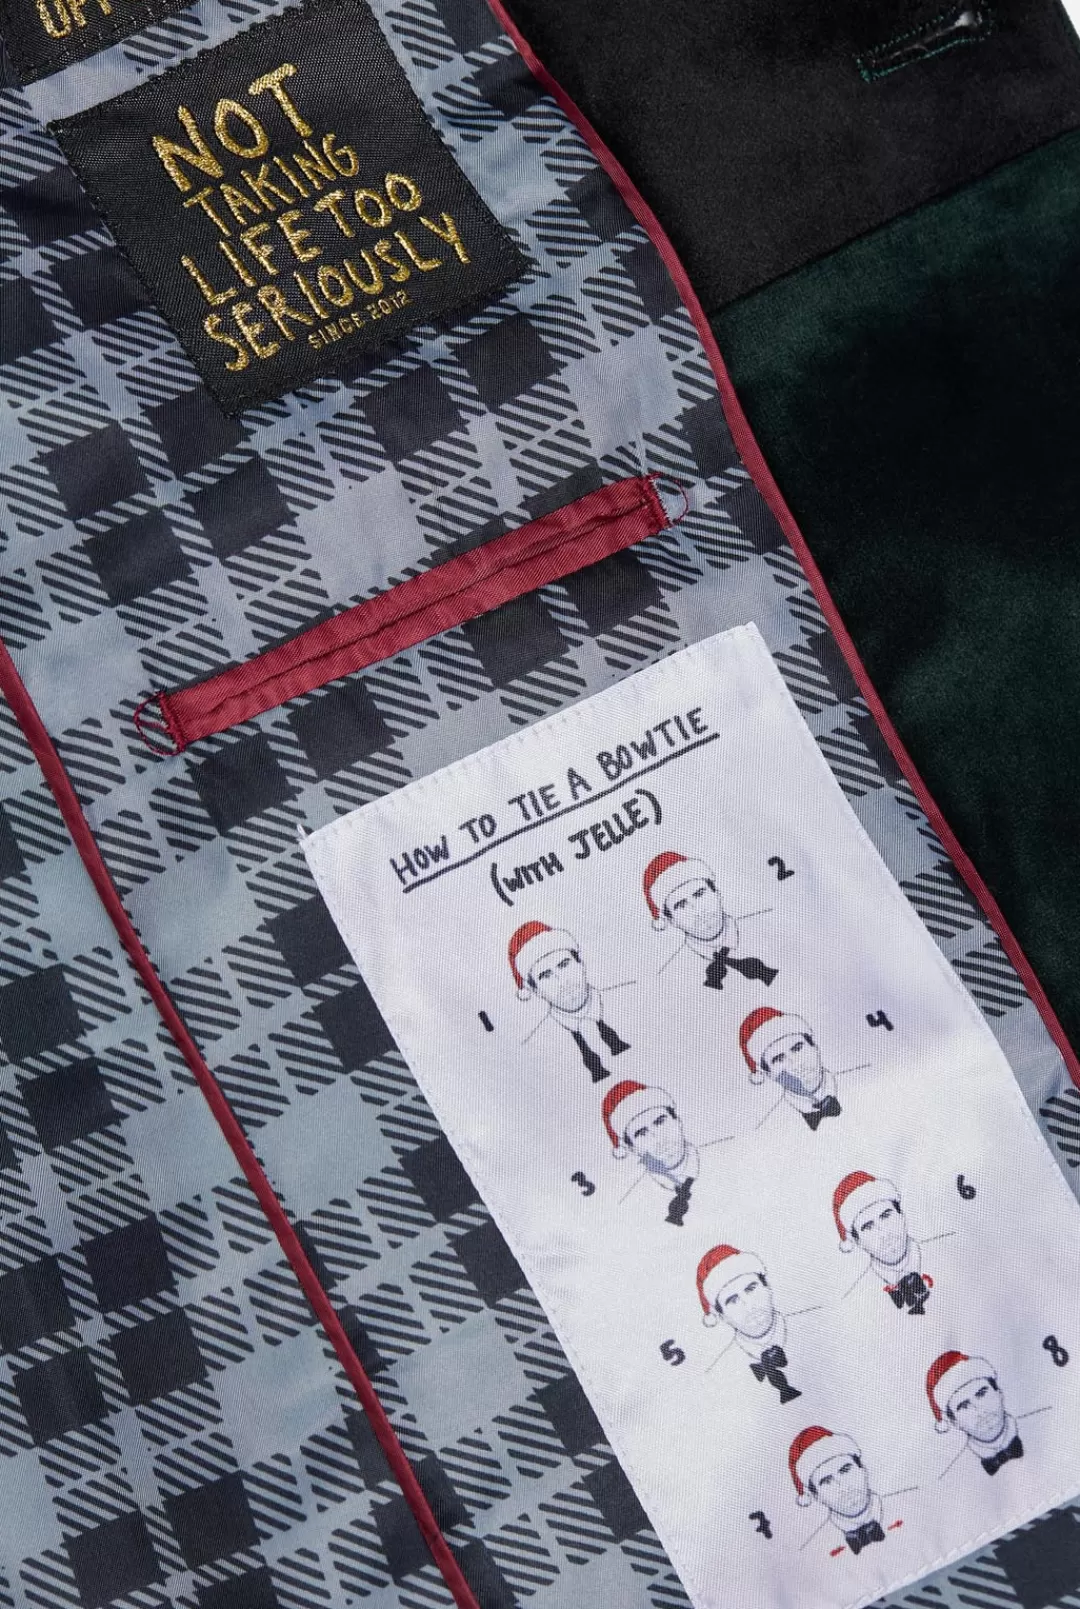 NOT
TAKING
LIFE TOO
SERIOUSLY
SINCE 2012
HOW TO TIE A BOWTIE
(WITH JELLE)
1
2
3
4
5
6
7
8